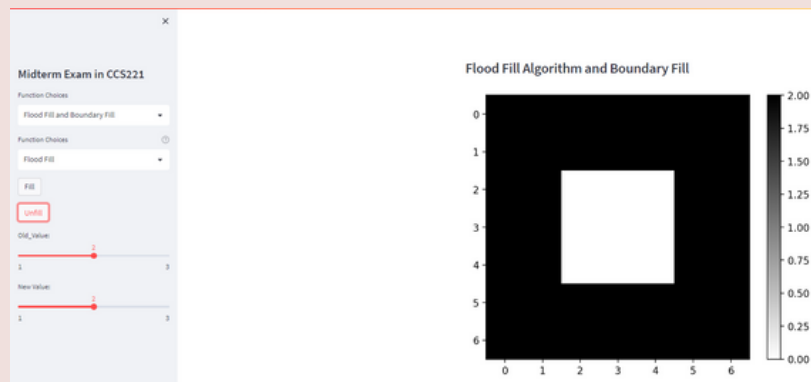 ×
Midterm Exam in CCS221
Function Choices
Flood Fill and Boundary Fill
Function Choices
Flood Fill
Fill
Unfill
Old_Value:
2
1 3
New Value:
2
1 3
Flood Fill Algorithm and Boundary Fill
0
1
2
3
4
5
6
0 1 2 3 4 5 6
2.00
1.75
1.50
1.25
1.00
0.75
0.50
0.25
0.00